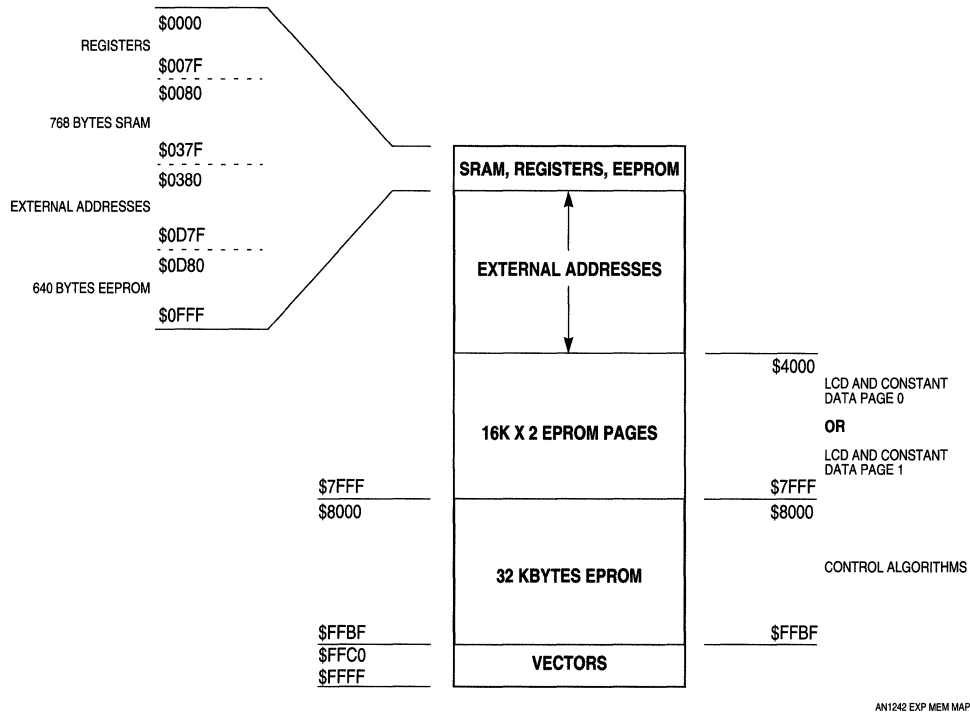 $0000
REGISTERS
$007F
$0080
768 BYTES SRAM
$037F
$0380
EXTERNAL ADDRESSES
$0D7F
$0D80
640 BYTES EEPROM
$0FFF
SRAM, REGISTERS, EEPROM
EXTERNAL ADDRESSES
$4000
LCD AND CONSTANT
DATA PAGE 0
OR
LCD AND CONSTANT
DATA PAGE 1
16K X 2 EPROM PAGES
$7FFF
$7FFF
$8000
$8000
32 KBYTES EPROM
CONTROL ALGORITHMS
$FFBF
$FFBF
$FFC0
VECTORS
$FFFF
AN1242 EXP MEM MAP